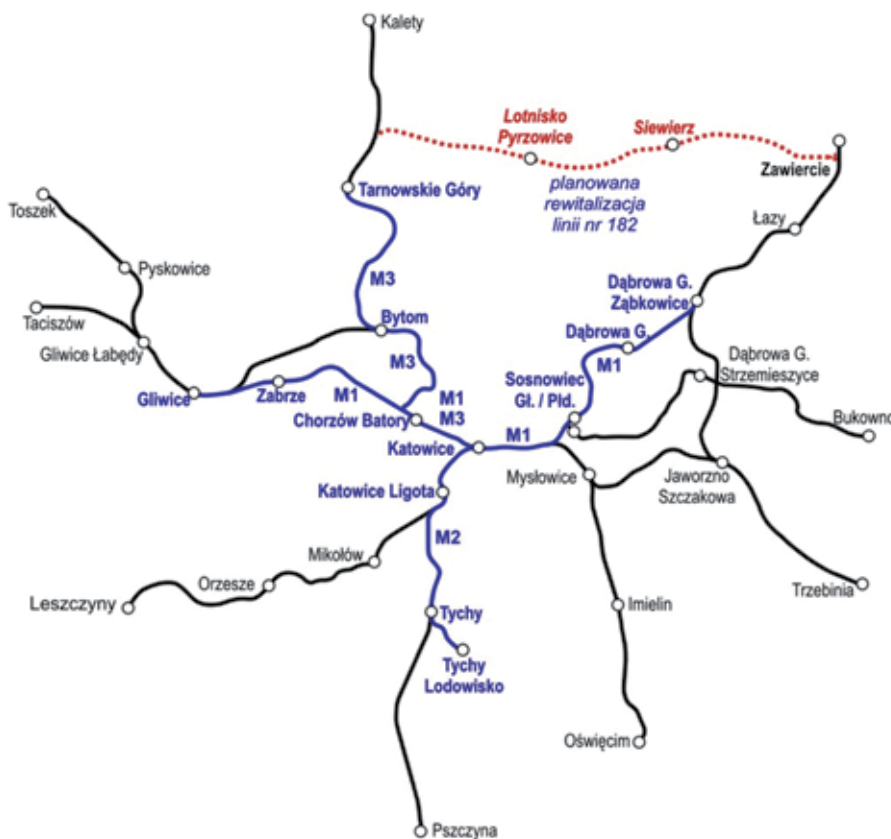 Kalety
Lotnisko
Pyrzowice
Siewierz
planowana
rewitalizacja
linii nr 182
Zawiercie
Tarnowskie Góry
Toszek
Łazy
Pyskowice
M3
Dąbrowa G.
Ząbkowice
Taciszów
Bytom
Gliwice Łabędy
Dąbrowa G.
M1
M3
Dąbrowa G.
Strzemieszyce
Gliwice
Zabrze
M1
M1
M3
Sosnowiec
Gł. / Płd.
Chorzów Batory
Bukowno
Katowice
M1
Mysłowice
Jaworzno
Szczakowa
Katowice Ligota
M2
Mikołów
Orzesze
Leszczyny
Trzebinia
Imielin
Tychy
Tychy
Lodowisko
Oświęcim
Pszczyna